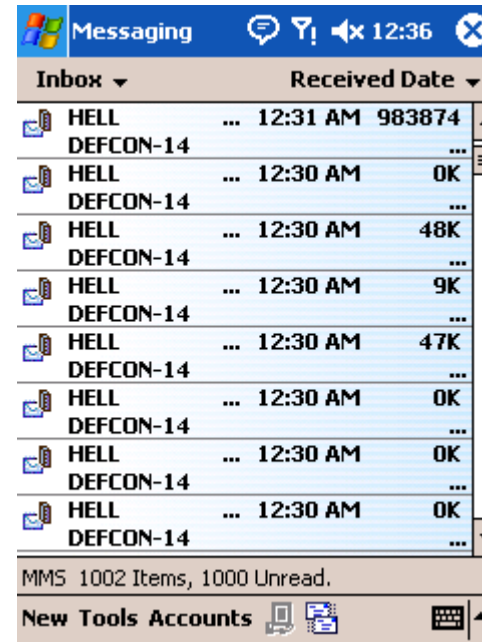 Messaging 12:36
Inbox Received Date
HELL ... 12:31 AM 983874
DEFCON-14 ...
HELL ... 12:30 AM 0K
DEFCON-14 ...
HELL ... 12:30 AM 48K
DEFCON-14 ...
HELL ... 12:30 AM 9K
DEFCON-14 ...
HELL ... 12:30 AM 47K
DEFCON-14 ...
HELL ... 12:30 AM 0K
DEFCON-14 ...
HELL ... 12:30 AM 0K
DEFCON-14 ...
HELL ... 12:30 AM 0K
DEFCON-14 ...
MMS 1002 Items, 1000 Unread.
New Tools Accounts